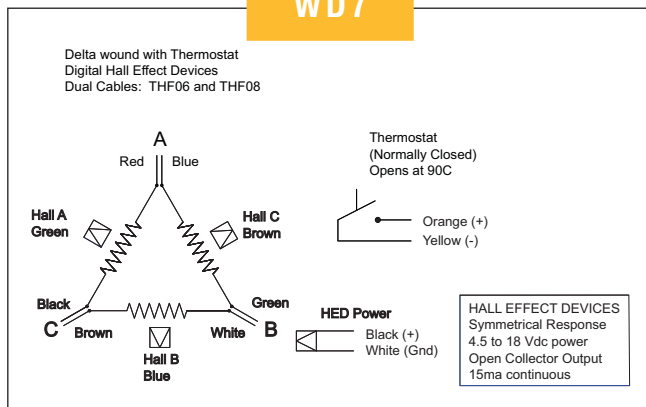 WD7
Delta wound with Thermostat
Digital Hall Effect Devices
Dual Cables: THF06 and THF08
A
Red Blue
Hall A
Green
Hall C
Brown
Black
C Brown
Hall B
Blue
Green
White B
Thermostat
(Normally Closed)
Opens at 90C
Orange (+)
Yellow (-)
HED Power
Black (+)
White (Gnd)
HALL EFFECT DEVICES
Symmetrical Response
4.5 to 18 Vdc power
Open Collector Output
15ma continuous